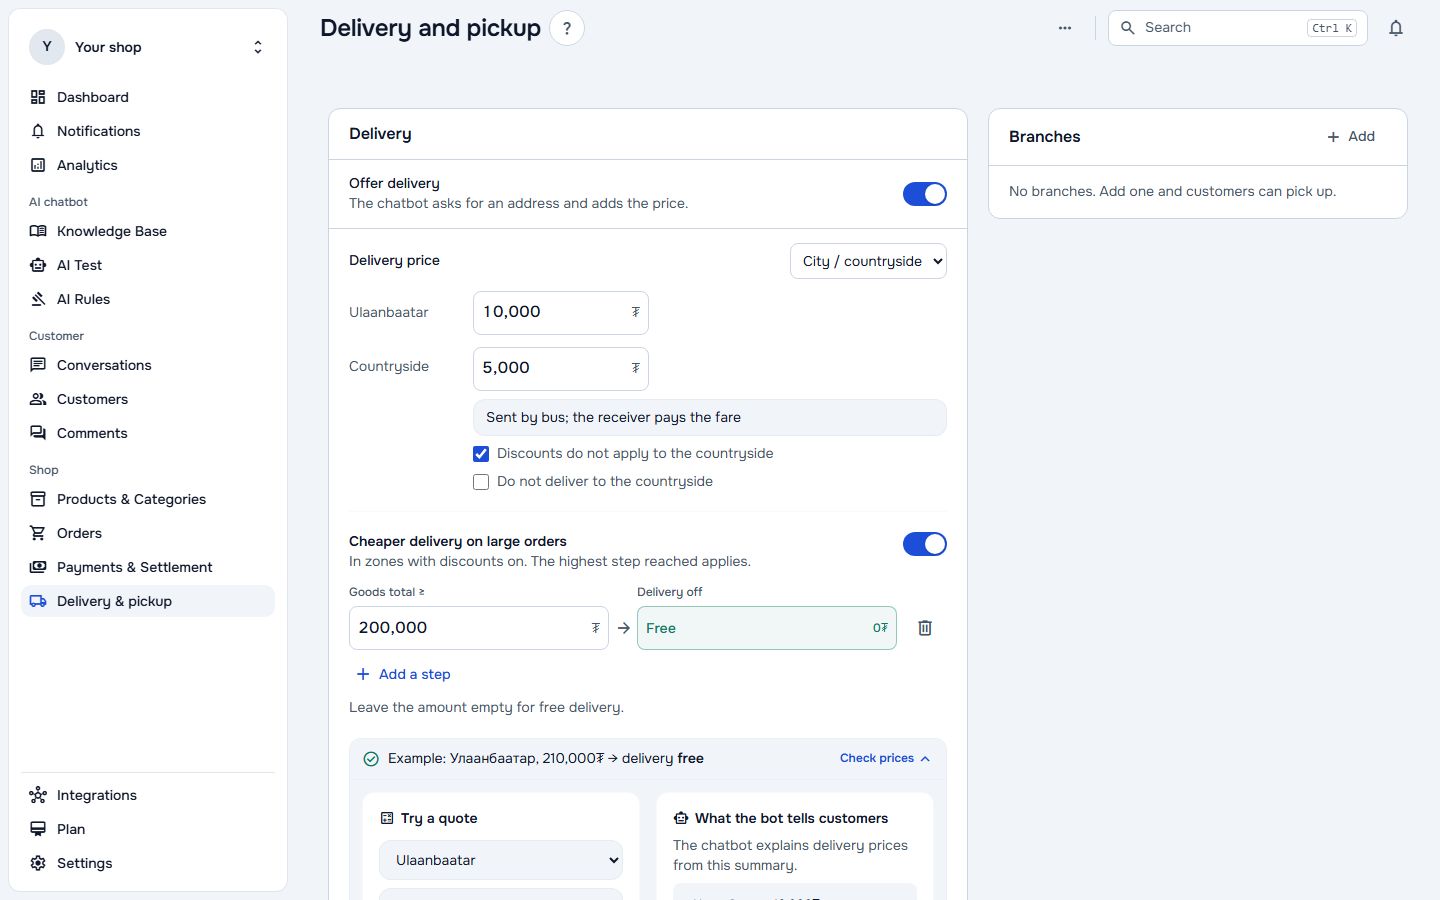 Y
Your shop
Dashboard
Notifications
Analytics
AI chatbot
Knowledge Base
AI Test
AI Rules
Customer
Conversations
Customers
Comments
Shop
Products & Categories
Orders
Payments & Settlement
Delivery & pickup
Integrations
Plan
Settings
Delivery and pickup
?
Search
Ctrl K
Delivery
Offer delivery
The chatbot asks for an address and adds the price.
Delivery price
City / countryside
Ulaanbaatar
10,000 ₮
Countryside
5,000 ₮
Sent by bus; the receiver pays the fare
Discounts do not apply to the countryside
Do not deliver to the countryside
Cheaper delivery on large orders
In zones with discounts on. The highest step reached applies.
Goods total ≥
Delivery off
200,000 ₮ → Free 0₮
+ Add a step
Leave the amount empty for free delivery.
Example: Улаанбаатар, 210,000₮ → delivery free
Check prices
Try a quote
Ulaanbaatar
What the bot tells customers
The chatbot explains delivery prices
from this summary.
Branches
+ Add
No branches. Add one and customers can pick up.